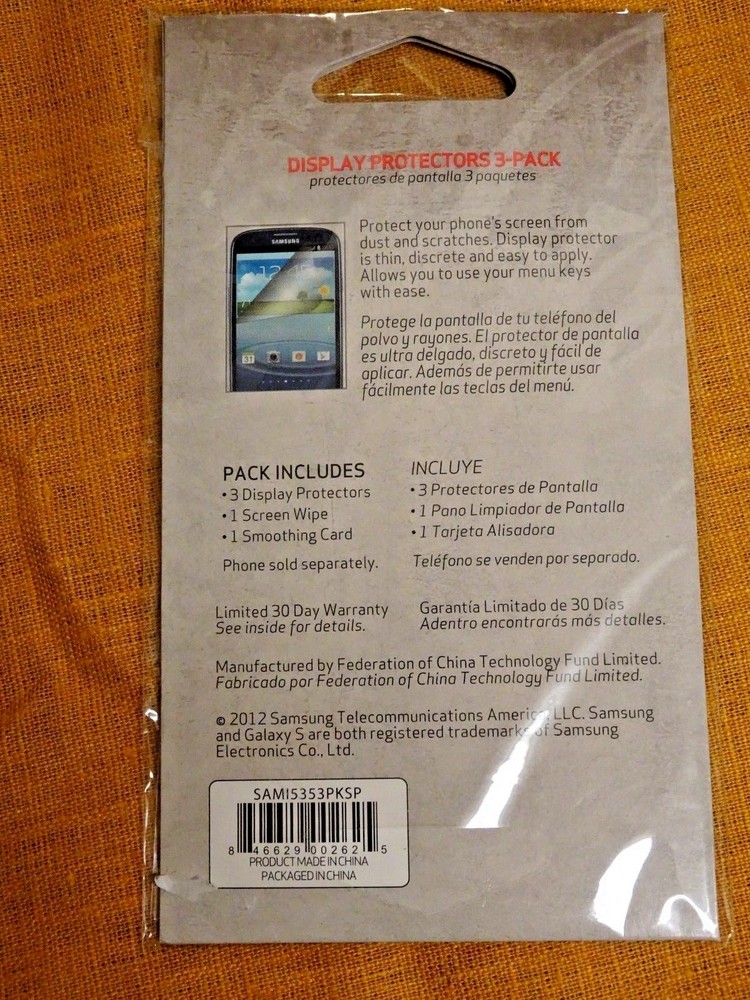 DISPLAY PROTECTORS 3-PACK
protectores de pantalla 3 paquetes
SAMSUNG
Protect your phone's screen from
dust and scratches. Display protector
is thin, discrete and easy to apply.
Allows you to use your menu keys
with ease.
Protege la pantalla de tu teléfono del
polvo y rayones. El protector de pantalla
es ultra delgado, discreto y fácil de
aplicar. Además de permitirte usar
fácilmente las teclas del menú.
PACK INCLUDES
• 3 Display Protectors
• 1 Screen Wipe
• 1 Smoothing Card
Phone sold separately.
INCLUYE
• 3 Protectores de Pantalla
• 1 Pano Limpiador de Pantalla
• 1 Tarjeta Alisadora
Teléfono se venden por separado.
Limited 30 Day Warranty
See inside for details.
Garantía Limitado de 30 Días
Adentro encontrarás más detalles.
Manufactured by Federation of China Technology Fund Limited.
Fabricado por Federation of China Technology Fund Limited.
© 2012 Samsung Telecommunications America, LLC. Samsung
and Galaxy S are both registered trademarks of Samsung
Electronics Co., Ltd.
SAMI5353PKSP
8 46629 00262 5
PRODUCT MADE IN CHINA
PACKAGED IN CHINA